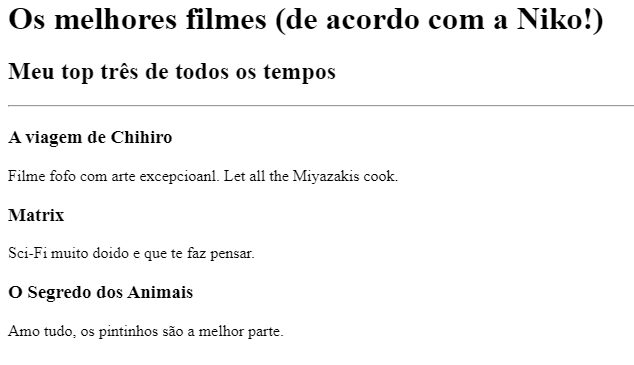 Os melhores filmes (de acordo com a Niko!)
Meu top três de todos os tempos
A viagem de Chihiro
Filme fofo com arte excepcioanl. Let all the Miyazakis cook.
Matrix
Sci-Fi muito doido e que te faz pensar.
O Segredo dos Animais
Amo tudo, os pintinhos são a melhor parte.